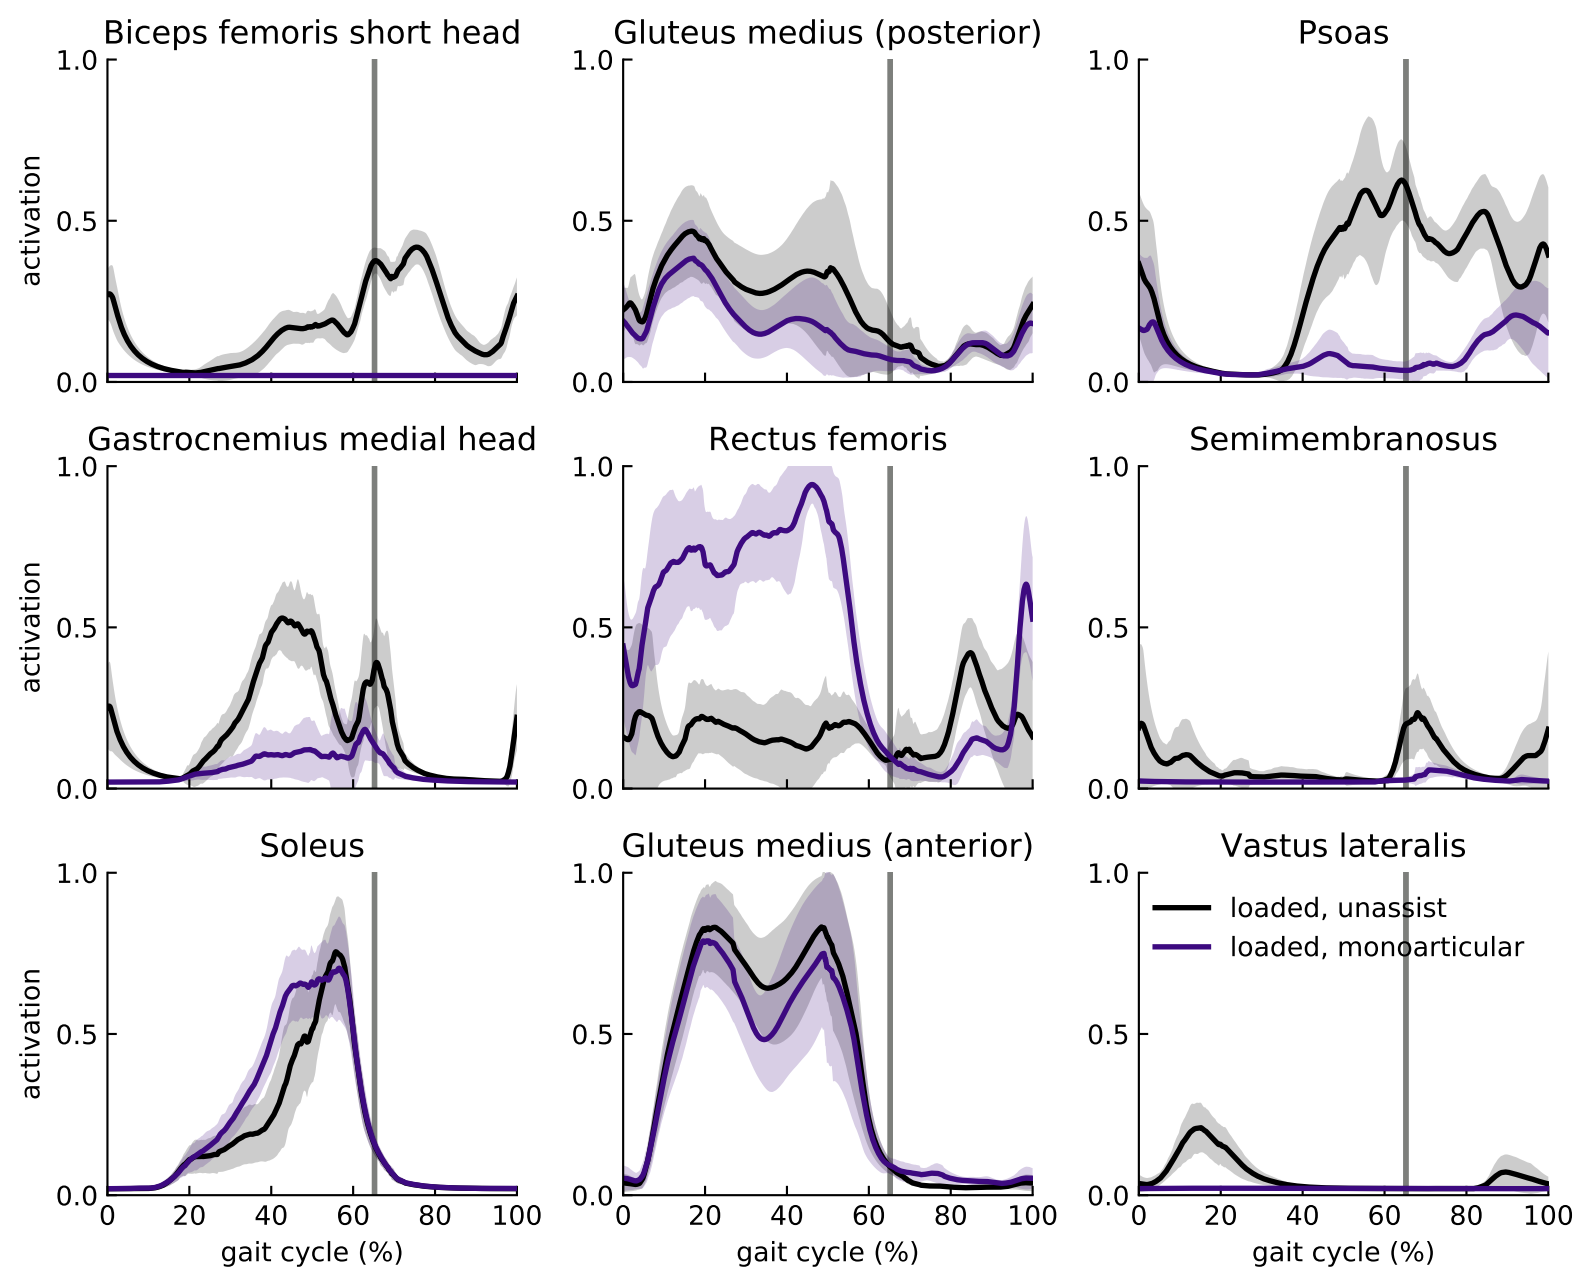 Biceps femoris short head
Gluteus medius (posterior)
Psoas
1.0
0.5
0.0
activation
1.0
0.5
0.0
1.0
0.5
0.0
Gastrocnemius medial head
Rectus femoris
Semimembranosus
1.0
0.5
0.0
activation
1.0
0.5
0.0
1.0
0.5
0.0
Soleus
Gluteus medius (anterior)
Vastus lateralis
1.0
0.5
0.0
activation
0 20 40 60 80 100
gait cycle (%)
1.0
0.5
0.0
0 20 40 60 80 100
gait cycle (%)
1.0
0.5
0.0
loaded, unassist
loaded, monoarticular
0 20 40 60 80 100
gait cycle (%)